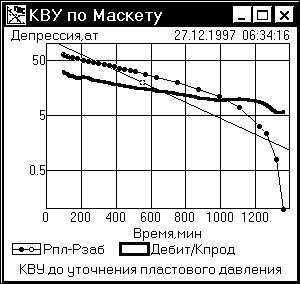 КВУ по Маскету
Депрессия,ат 27.12.1997 06:34:16
50
5
0.5
0 200 400 600 800 1000 1200
Время,мин
Рпл-Рзаб Дебит/Кпрод
КВУ до уточнения пластового давления